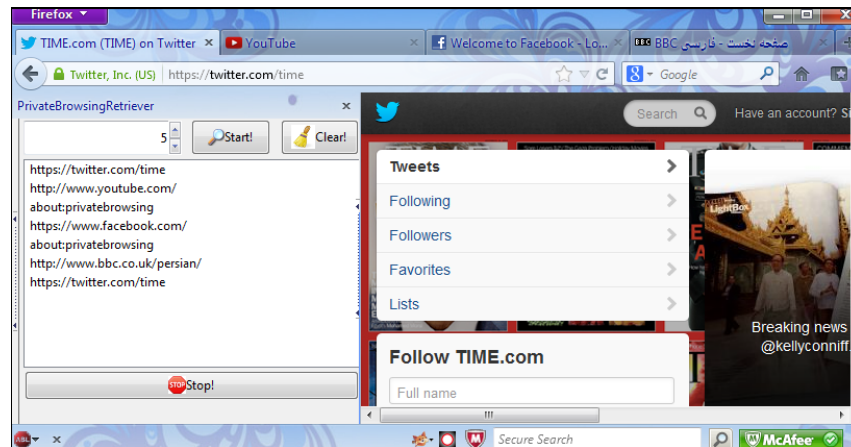 Firefox
TIME.com (TIME) on Twitter
YouTube
Welcome to Facebook - Lo...
BBC صفحه نخست - فارسی
Twitter, Inc. (US)
https://twitter.com/time
Google
PrivateBrowsingRetriever
Search
Have an account? Si
5
Start!
Clear!
https://twitter.com/time
http://www.youtube.com/
about:privatebrowsing
https://www.facebook.com/
about:privatebrowsing
http://www.bbc.co.uk/persian/
https://twitter.com/time
STOP Stop!
Tweets
Following
Followers
Favorites
Lists
LightBox
Breaking news
@kellyconniff.
Follow TIME.com
Full name
ABL
Secure Search
McAfee